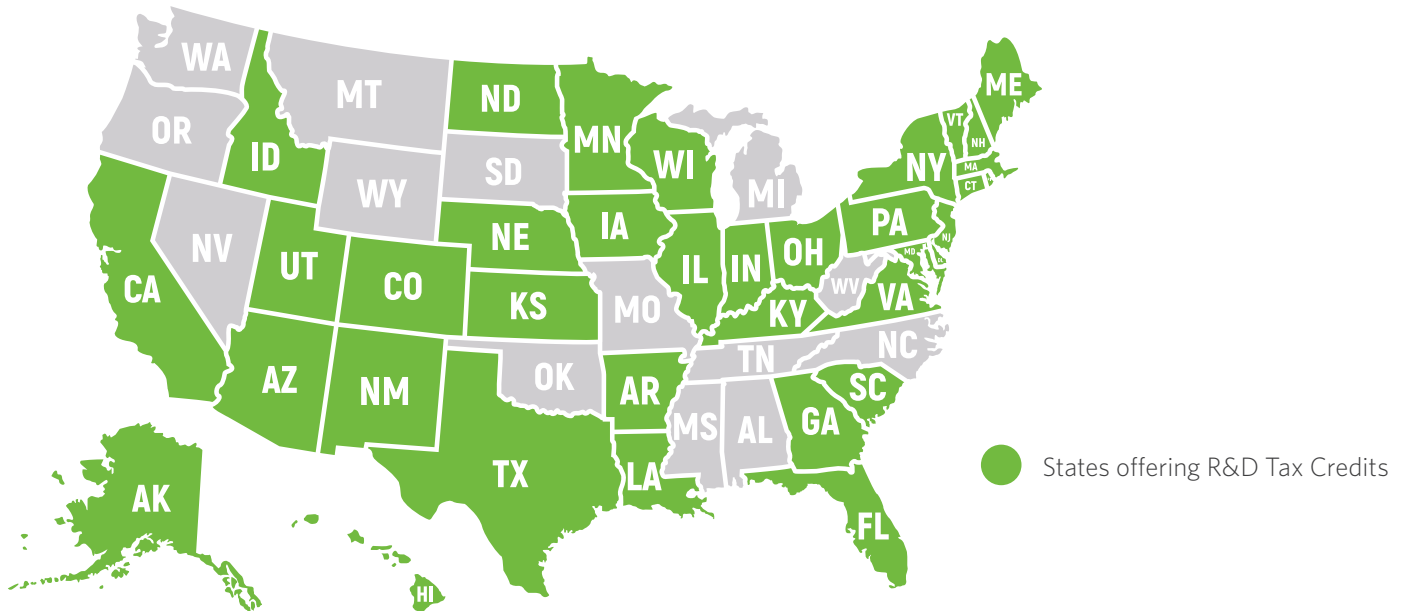 WA
MT
ND
MN
ME
OR
ID
SD
WI
VT
NH
WY
MI
NY
MA
CT
NV
UT
CO
NE
IA
IL
IN
OH
PA
NJ
MD
CA
KS
MO
KY
WV
VA
AZ
NM
OK
AR
TN
NC
SC
MS
AL
GA
TX
LA
FL
AK
HI
States offering R&D Tax Credits